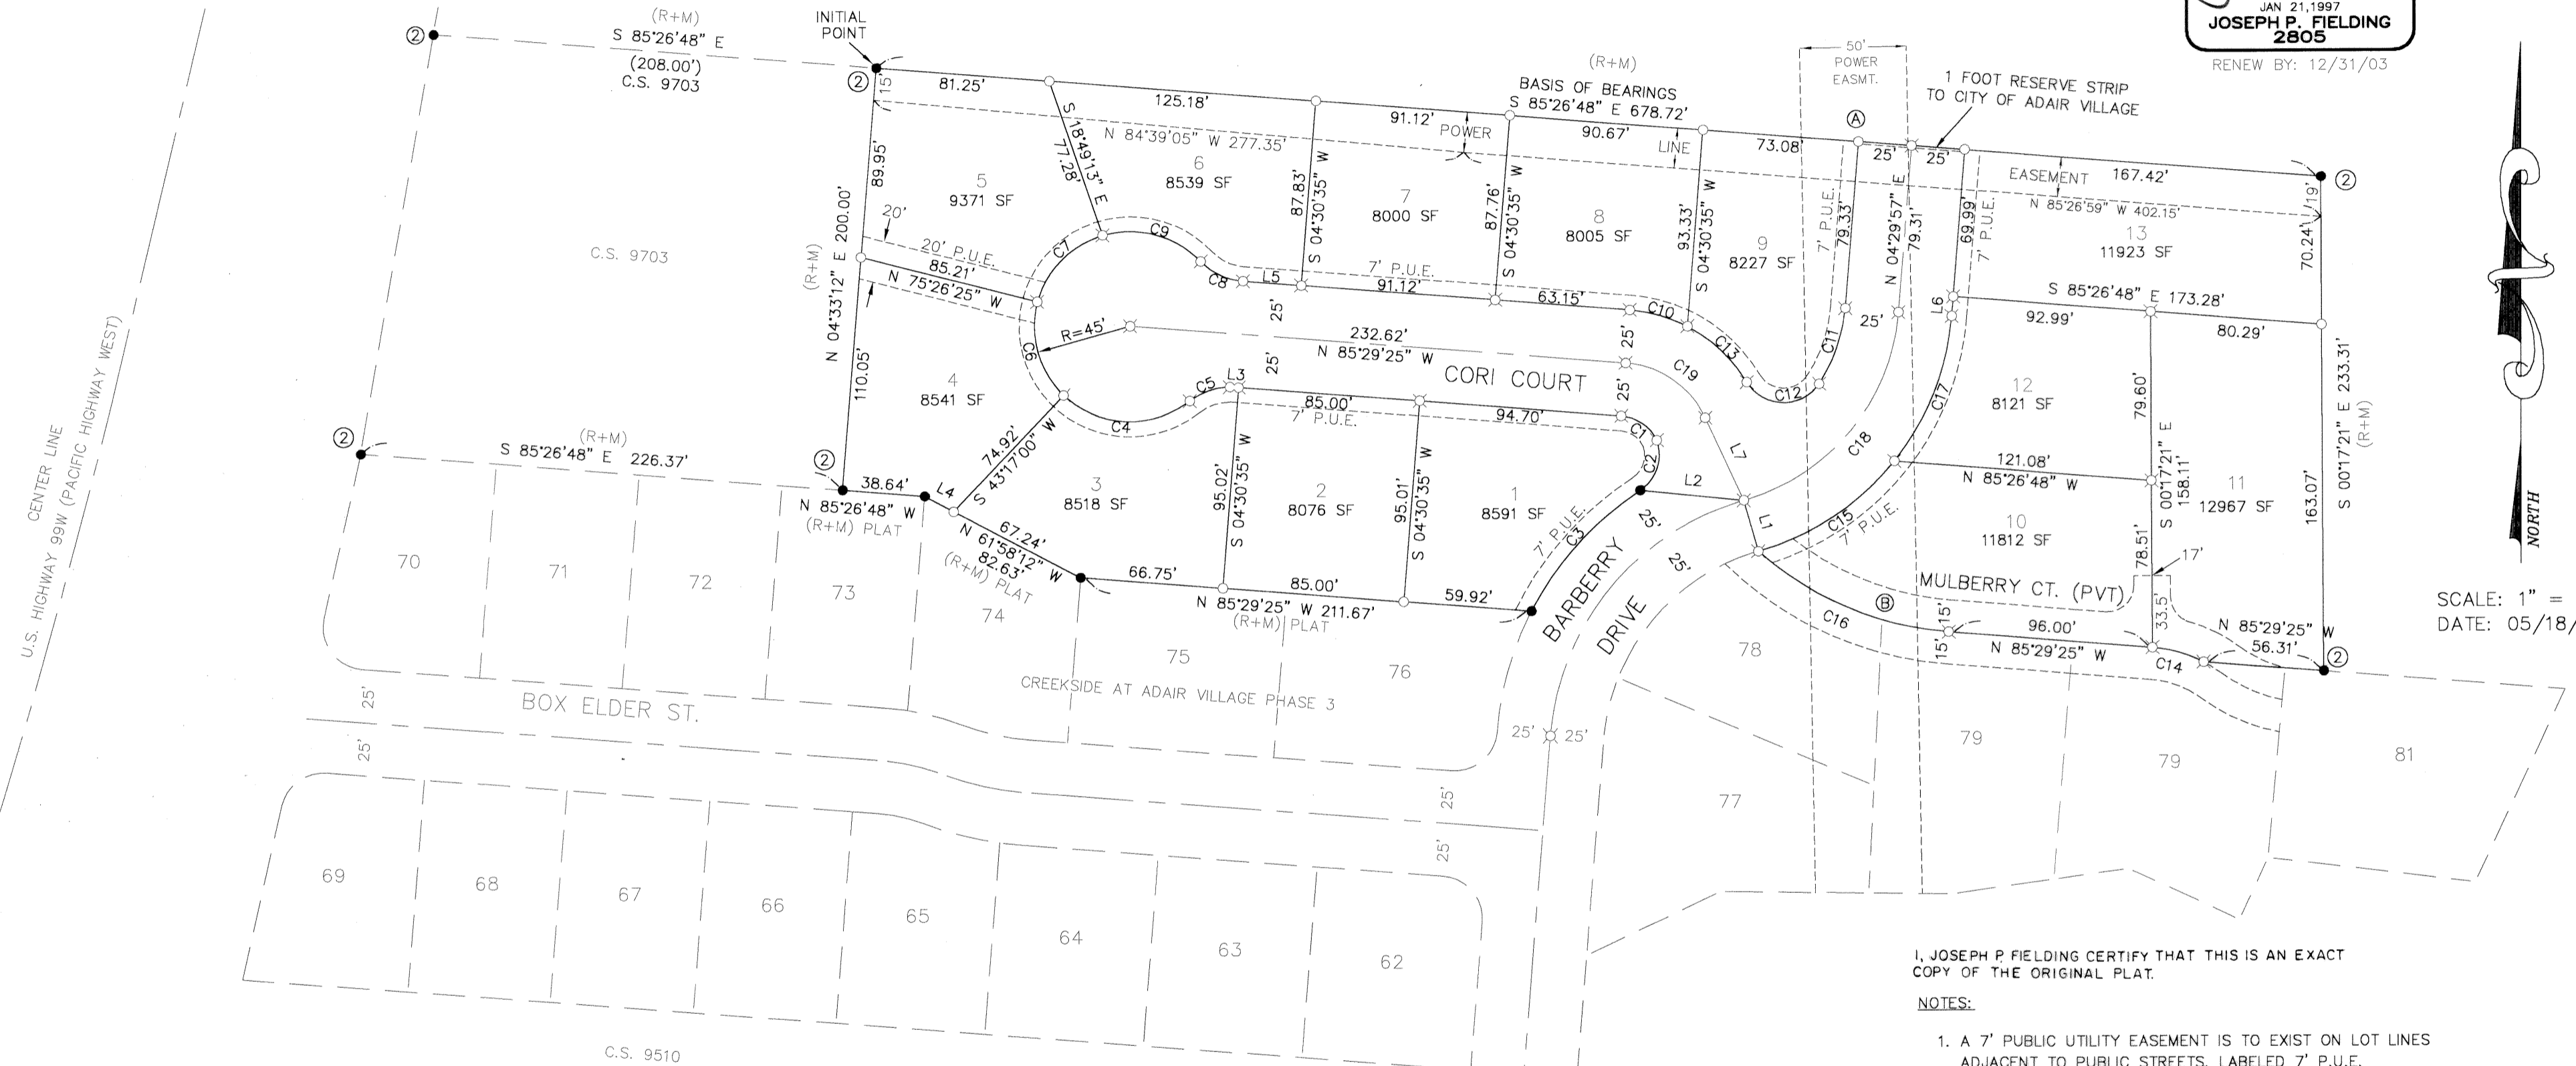 JAN 21,1997
JOSEPH P. FIELDING
2805
RENEW BY: 12/31/03
(R+M)
S 85°26'48" E
(208.00')
C.S. 9703
INITIAL
POINT
②
②
15'
81.25'
125.18'
91.12'
(R+M)
BASIS OF BEARINGS
S 85°26'48" E 678.72'
90.67'
73.08'
50'
POWER
EASMT.
1 FOOT RESERVE STRIP
TO CITY OF ADAIR VILLAGE
Ⓐ
25'
25'
167.42'
②
POWER
LINE
EASEMENT
N 84°39'05" W 277.35'
N 85°26'59" W 402.15'
19'
70.24'
S 18°49'13" E
77.28'
89.95'
5
9371 SF
6
8539 SF
87.83'
S 04°30'35" W
7
8000 SF
87.76'
S 04°30'35" W
8
8005 SF
93.33'
S 04°30'35" W
9
8227 SF
7' P.U.E.
79.33'
N 04°29'57" E
79.31'
69.99'
7' P.U.E.
13
11923 SF
C.S. 9703
(R+M)
N 04°33'12" E 200.00'
20'
20' P.U.E.
85.21'
N 75°26'25" W
C7
C9
C8
L5
7' P.U.E.
91.12'
63.15'
C10
C13
C12
C11
25'
L6
S 85°26'48" E 173.28'
92.99'
80.29'
R=45'
C6
25'
232.62'
N 85°29'25" W
25'
CORI COURT
25'
25'
C19
C17
C18
110.05'
4
8541 SF
74.92'
S 43°17'00" W
C4
C5
L3
85.00'
7' P.U.E.
94.70'
C1
C2
L7
L2
L1
12
8121 SF
79.60'
S 00°17'21" E
158.11'
11
12967 SF
163.07'
S 00°17'21" E 233.31'
(R+M)
121.08'
N 85°26'48" W
②
(R+M)
S 85°26'48" E 226.37'
②
38.64'
L4
N 85°26'48" W
(R+M) PLAT
67.24'
N 61°58'12" W
82.63'
(R+M) PLAT
3
8518 SF
95.02'
S 04°30'35" W
2
8076 SF
95.01'
S 04°30'35" W
1
8591 SF
7' P.U.E.
C3
25'
25'
C15
7' P.U.E.
10
11812 SF
78.51'
17'
MULBERRY CT. (PVT)
33.5'
66.75'
85.00'
N 85°29'25" W 211.67'
(R+M) PLAT
59.92'
BARBERRY
DRIVE
C16
Ⓑ
15'
15'
96.00'
N 85°29'25" W
C14
N 85°29'25" W
56.31'
②
NORTH
SCALE: 1" =
DATE: 05/18/
CENTER LINE
U.S. HIGHWAY 99W (PACIFIC HIGHWAY WEST)
70
71
72
73
74
75
76
78
CREEKSIDE AT ADAIR VILLAGE PHASE 3
25'
25'
BOX ELDER ST.
25'
25'
25'
25'
77
79
79
81
69
68
67
66
65
64
63
62
C.S. 9510
I, JOSEPH P. FIELDING CERTIFY THAT THIS IS AN EXACT
COPY OF THE ORIGINAL PLAT.
NOTES:
1. A 7' PUBLIC UTILITY EASEMENT IS TO EXIST ON LOT LINES
ADJACENT TO PUBLIC STREETS, LABELED 7' P.U.E.